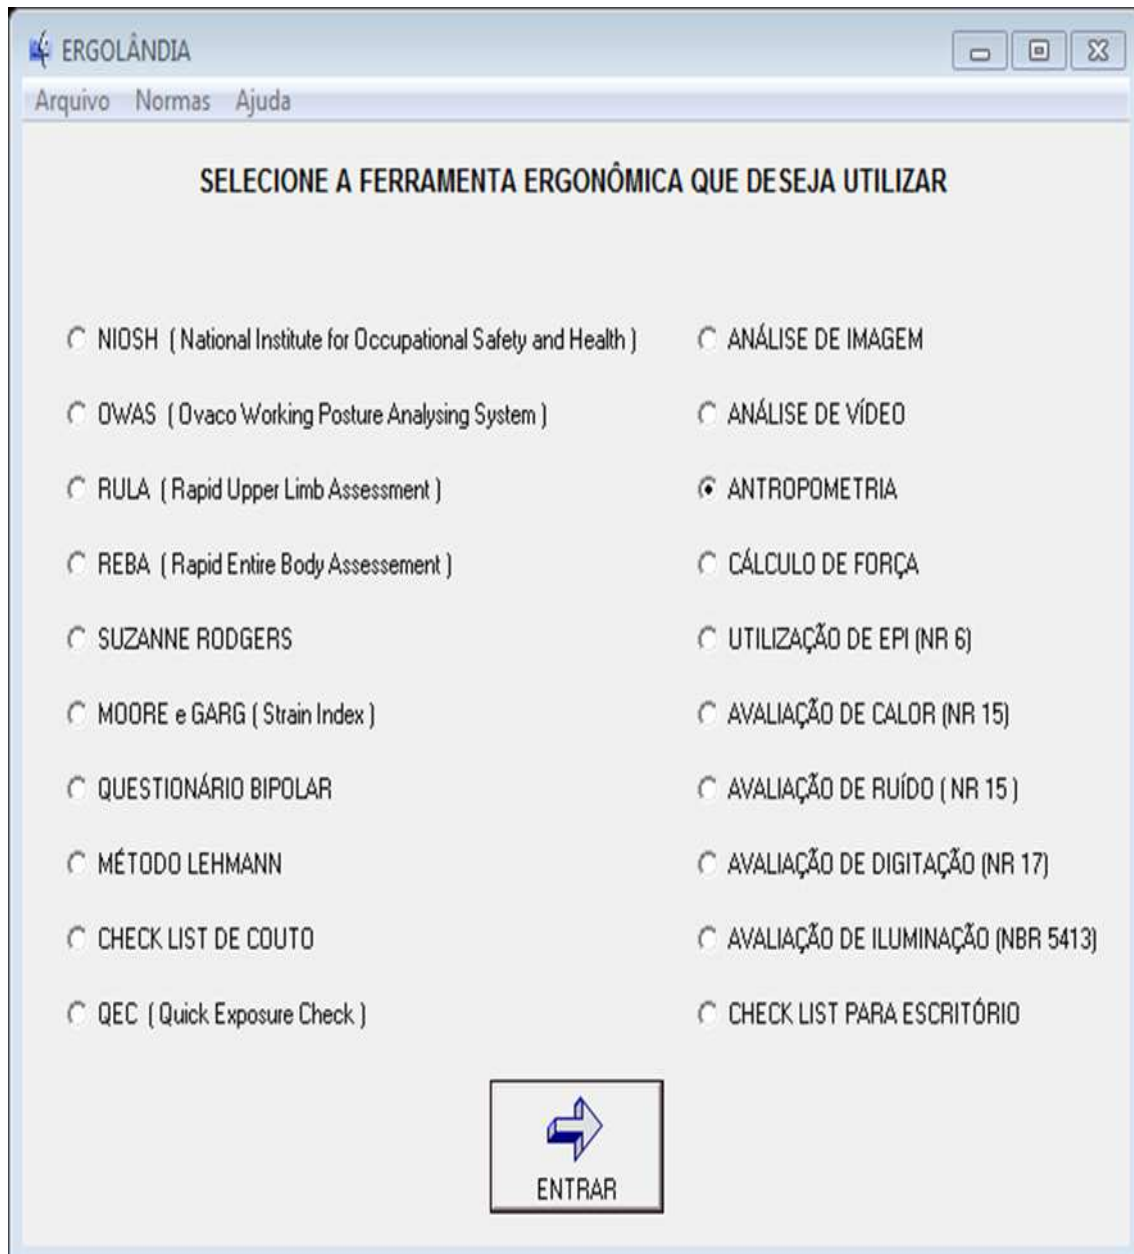 ERGOLÂNDIA
Arquivo Normas Ajuda
SELECIONE A FERRAMENTA ERGONÔMICA QUE DESEJA UTILIZAR
NIOSH ( National Institute for Occupational Safety and Health )
OWAS ( Ovaco Working Posture Analysing System )
RULA ( Rapid Upper Limb Assessment )
REBA ( Rapid Entire Body Assessement )
SUZANNE RODGERS
MOORE e GARG ( Strain Index )
QUESTIONÁRIO BIPOLAR
MÉTODO LEHMANN
CHECK LIST DE COUTO
QEC ( Quick Exposure Check )
ANÁLISE DE IMAGEM
ANÁLISE DE VÍDEO
ANTROPOMETRIA
CÁLCULO DE FORÇA
UTILIZAÇÃO DE EPI (NR 6)
AVALIAÇÃO DE CALOR (NR 15)
AVALIAÇÃO DE RUÍDO ( NR 15 )
AVALIAÇÃO DE DIGITAÇÃO (NR 17)
AVALIAÇÃO DE ILUMINAÇÃO (NBR 5413)
CHECK LIST PARA ESCRITÓRIO
ENTRAR